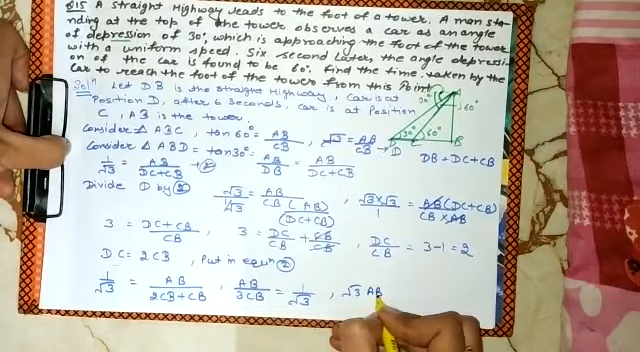 Q15 A straight Highway leads to the foot of a tower. A man sta-
nding at the top of the tower observes a car as an angle
of depression of 30°, which is approaching the foot of the tower
with a uniform speed. Six second later, the angle depressi-
on of the car is found to be 60°. Find the time taken by the
Car to reach the foot of the tower from this Point
Solⁿ Let DB is the straight Highway, Car is at
Position D, after 6 seconds, car is at Position
C, AB is the tower.
30° 60°
D 30° C 60° B
Consider △ ABC, tan 60° = AB/CB, √3 = AB/CB → ①
DB = DC + CB
Consider △ ABD = tan30° = AB/DB = AB/DC+CB
1/√3 = AB/DC+CB → ②
Divide ① by ② √3/1/√3 = AB/CB (AB)/(DC+CB), √3×√3/1 = AB(DC+CB)/CB×AB
3 = DC+CB/CB, 3 = DC/CB + CB/CB, DC/CB = 3-1 = 2
DC = 2CB, Put in equⁿ ②
1/√3 = AB/2CB+CB, AB/3CB = 1/√3, √3 AB